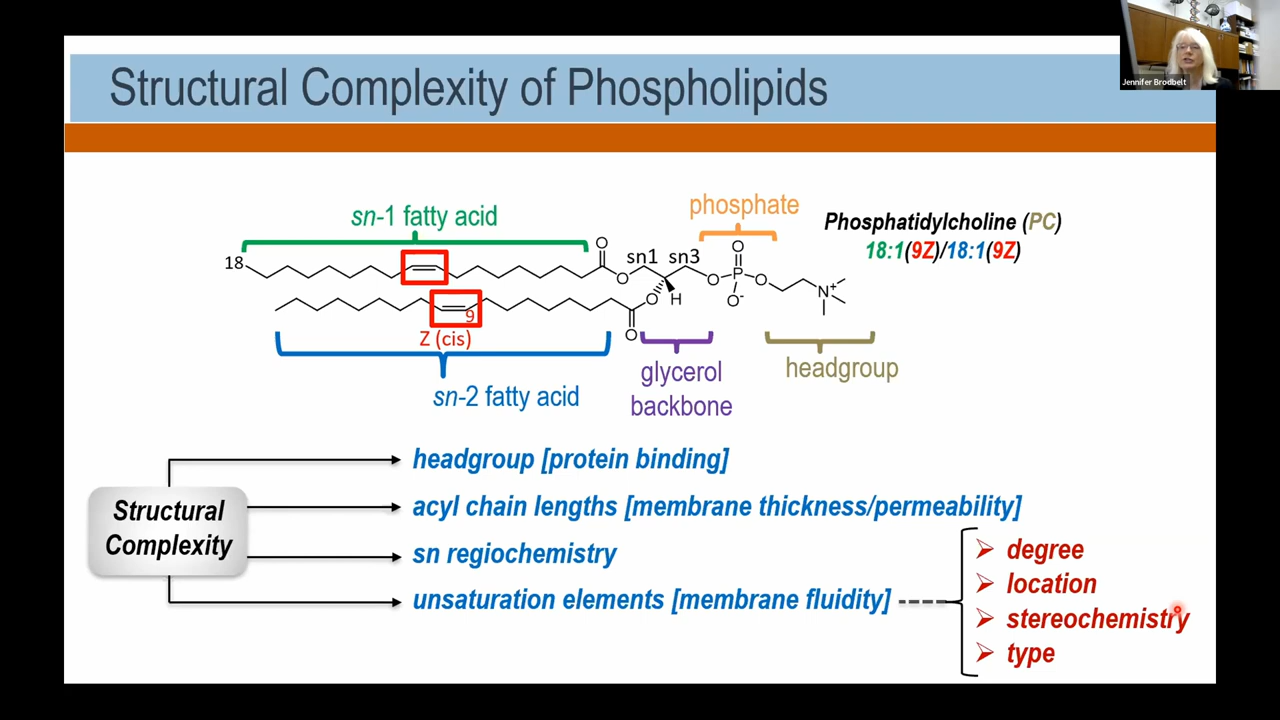 Jennifer Brodbelt
Structural Complexity of Phospholipids
sn-1 fatty acid
phosphate
Phosphatidylcholine (PC)
18:1(9Z)/18:1(9Z)
18
O
sn1
sn3
O
O
O
P
O
O-
N+
O
H
9
O
Z (cis)
sn-2 fatty acid
glycerol
backbone
headgroup
Structural
Complexity
headgroup [protein binding]
acyl chain lengths [membrane thickness/permeability]
sn regiochemistry
unsaturation elements [membrane fluidity]
degree
location
stereochemistry
type